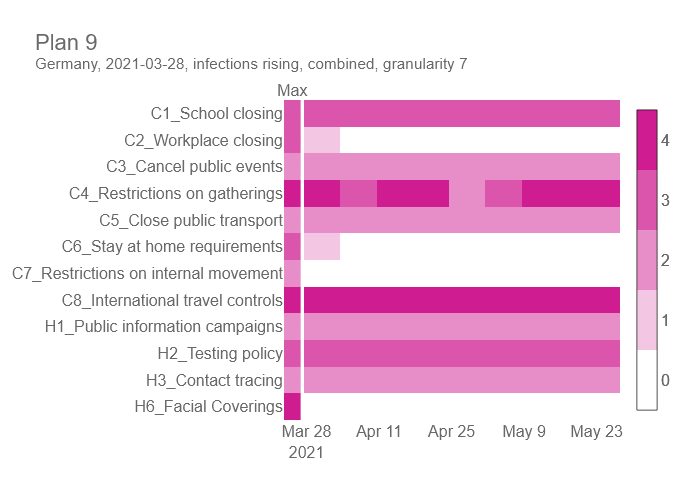 Plan 9
Germany, 2021-03-28, infections rising, combined, granularity 7
Max
C1_School closing
C2_Workplace closing
C3_Cancel public events
C4_Restrictions on gatherings
C5_Close public transport
C6_Stay at home requirements
C7_Restrictions on internal movement
C8_International travel controls
H1_Public information campaigns
H2_Testing policy
H3_Contact tracing
H6_Facial Coverings
4
3
2
1
0
Mar 28 Apr 11 Apr 25 May 9 May 23
2021